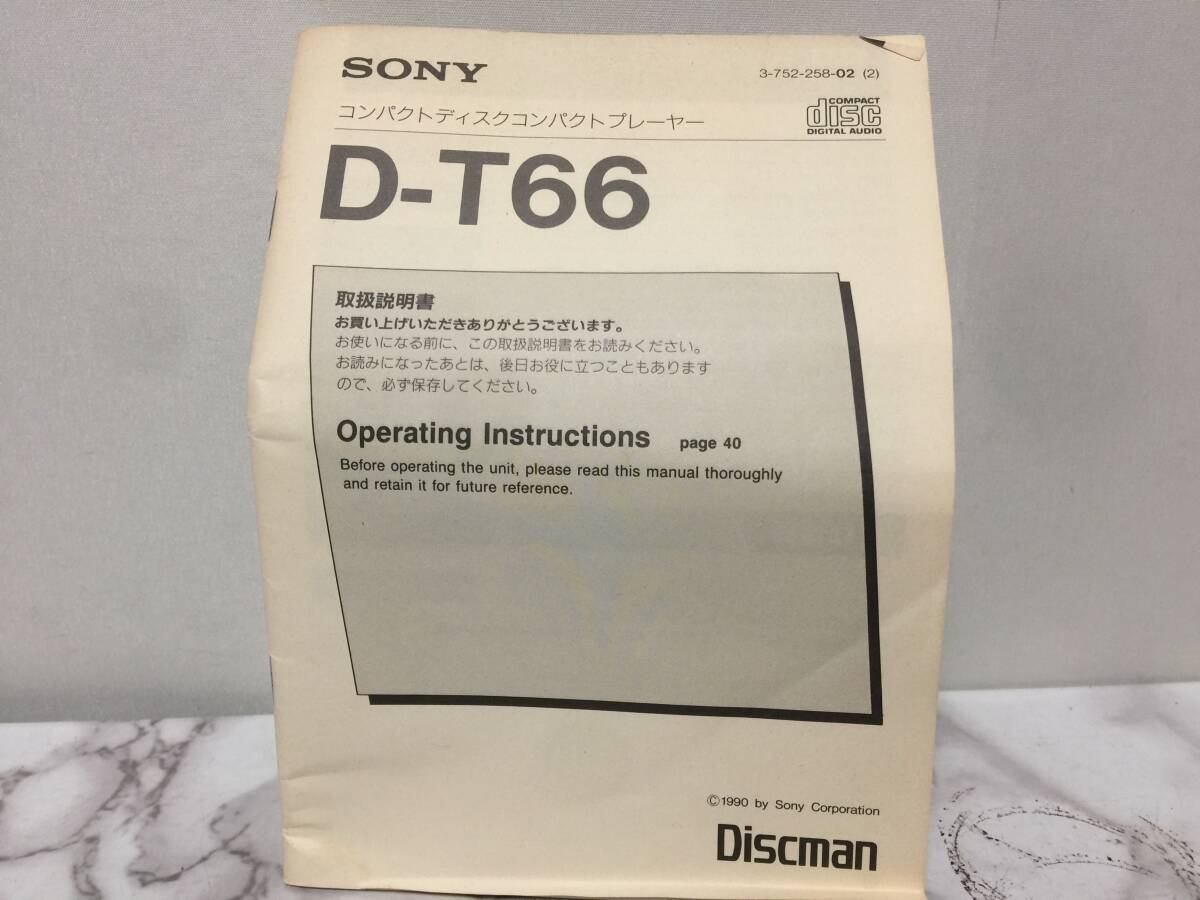 SONY
3-752-258-02 (2)
コンパクトディスクコンパクトプレーヤー
COMPACT
disc
DIGITAL AUDIO
D-T66
取扱説明書
お買い上げいただきありがとうございます。
お使いになる前に、この取扱説明書をお読みください。
お読みになったあとは、後日お役に立つこともあります
ので、必ず保存してください。
Operating Instructions page 40
Before operating the unit, please read this manual thoroughly
and retain it for future reference.
©1990 by Sony Corporation
Discman